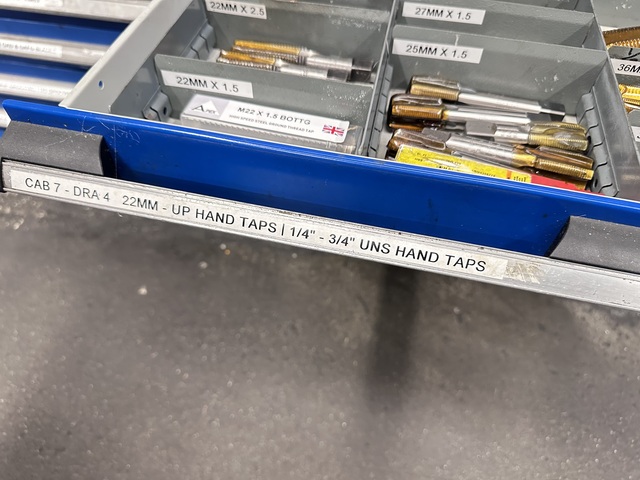 22MM X 2.5
27MM X 1.5
25MM X 1.5
22MM X 1.5
M22 X 1.5 BOTTG
36M
CAB 7 - DRA 4 22MM - UP HAND TAPS | 1/4" - 3/4" UNS HAND TAPS